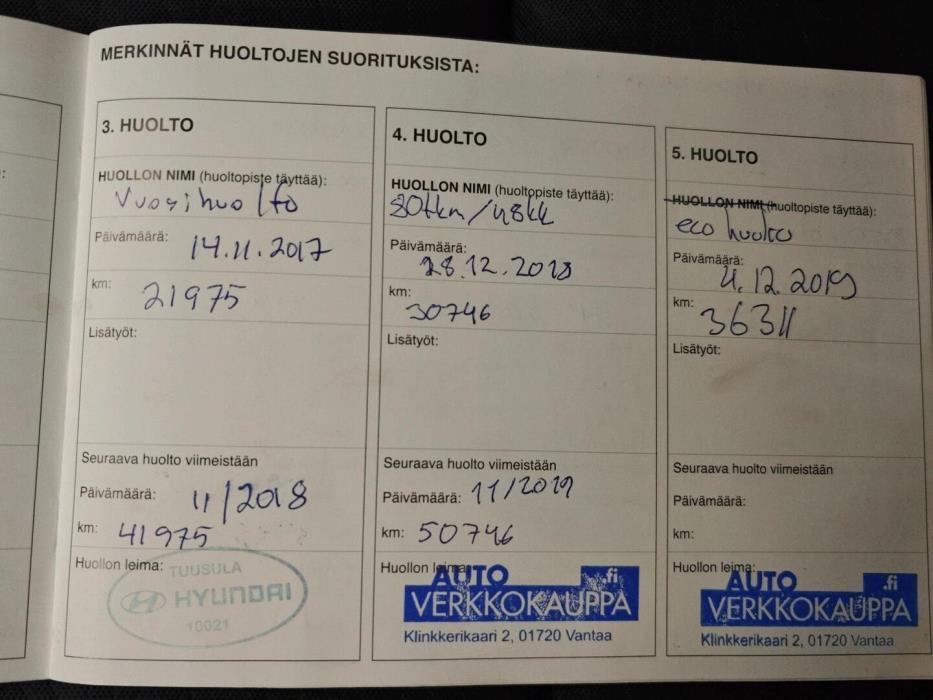 MERKINNÄT HUOLTOJEN SUORITUKSISTA:
3. HUOLTO
HUOLLON NIMI (huoltopiste täyttää):
Vuosihuolto
Päivämäärä: 14.11.2017
km: 21975
Lisätyöt:
Seuraava huolto viimeistään
Päivämäärä: 11/2018
km: 41975
Huollon leima:
TUUSULA
HYUNDAI
10021
4. HUOLTO
HUOLLON NIMI (huoltopiste täyttää):
80tkm/48kk
Päivämäärä: 28.12.2018
km: 30746
Lisätyöt:
Seuraava huolto viimeistään
Päivämäärä: 11/2019
km: 50746
Huollon leima:
AUTO .fi
VERKKOKAUPPA
Klinkkerikaari 2, 01720 Vantaa
5. HUOLTO
HUOLLON NIMI (huoltopiste täyttää):
eco huolto
Päivämäärä: 4.12.2019
km: 36311
Lisätyöt:
Seuraava huolto viimeistään
Päivämäärä:
km:
Huollon leima:
AUTO .fi
VERKKOKAUPPA
Klinkkerikaari 2, 01720 Vantaa